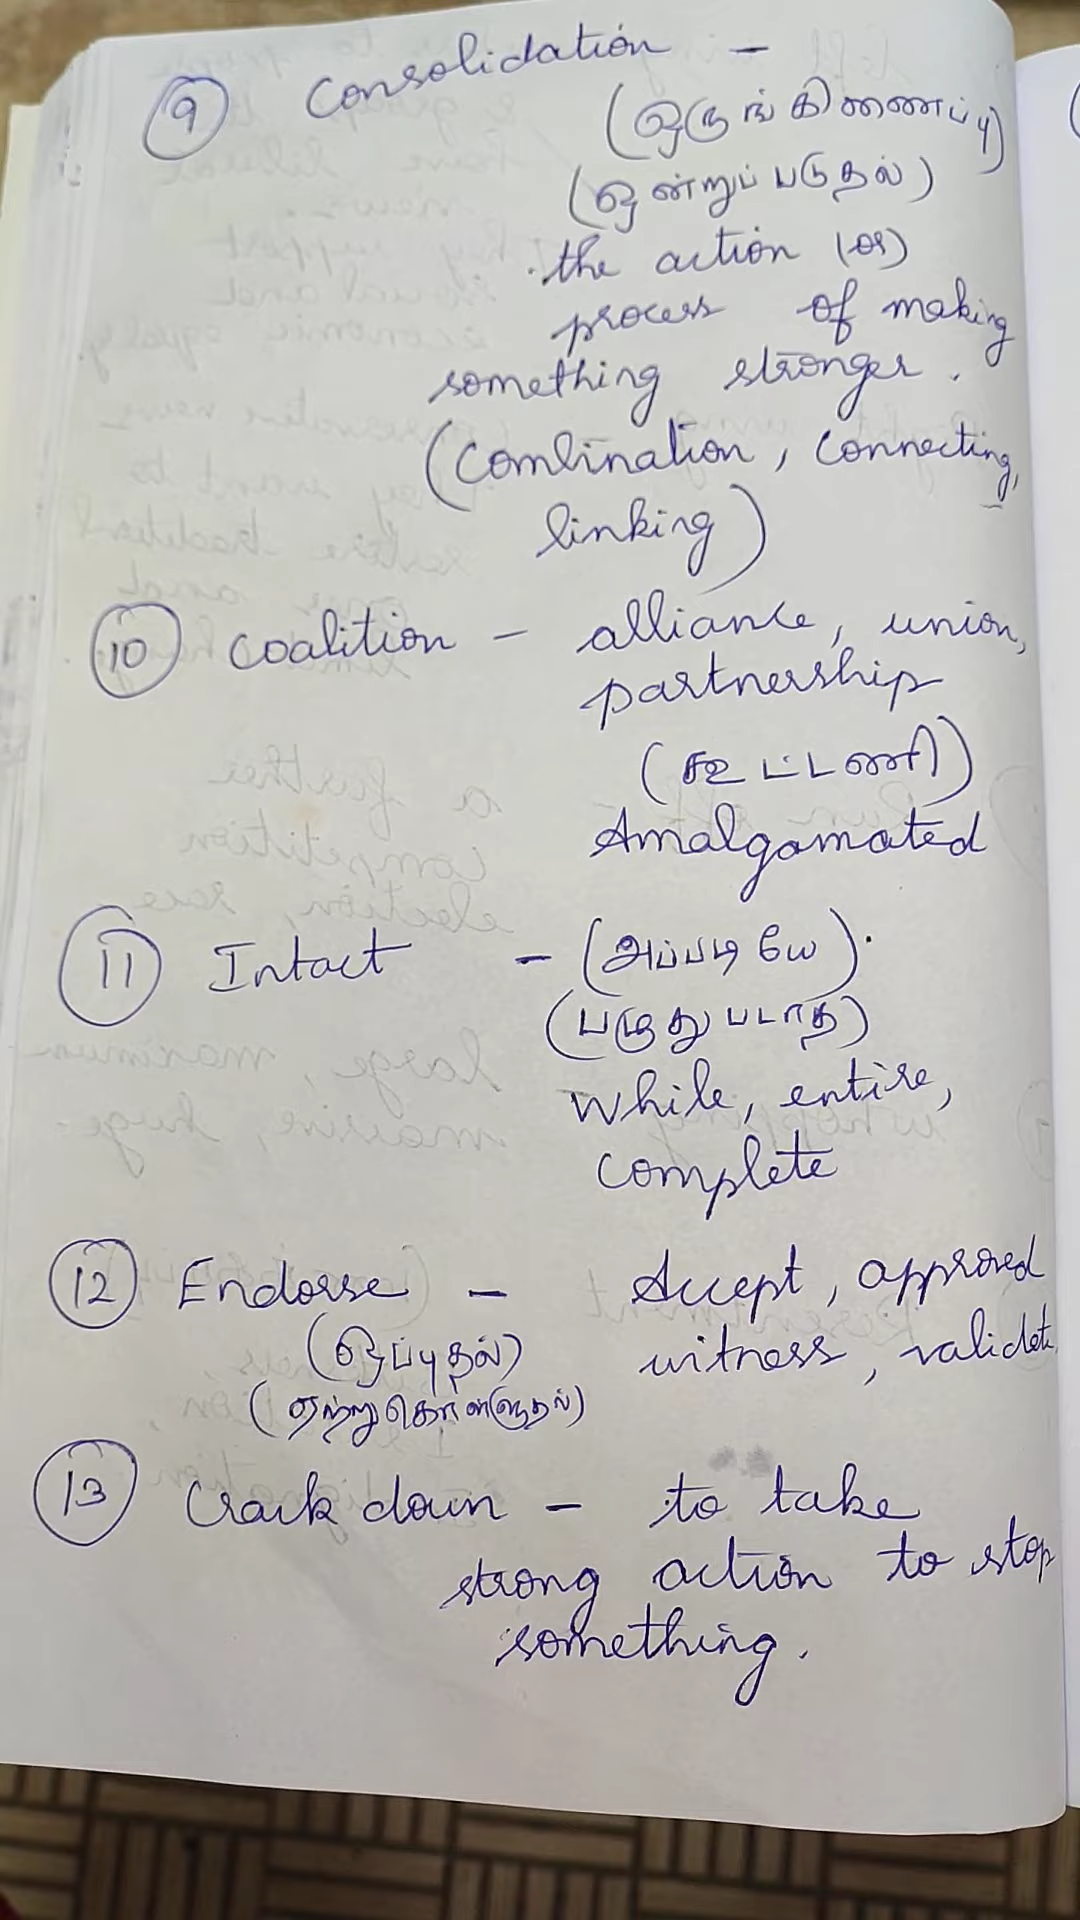 9 Consolidation -
(ஒருங்கிணைப்பு)
(ஒன்றுப்படுதல்)
the action (or)
process of making
something stronger.
(Combination, connecting,
linking)
10 Coalition - alliance, union,
partnership
(கூட்டணி)
Amalgamated
11 Intact - (அப்படியே).
(பழுதுபடாத)
While, entire,
complete
12 Endorse - Accept, approved
(ஒப்புதல்) witness, validate
(ஏற்றுகொள்ளுதல்)
13 Crack down - to take
strong action to stop
something.